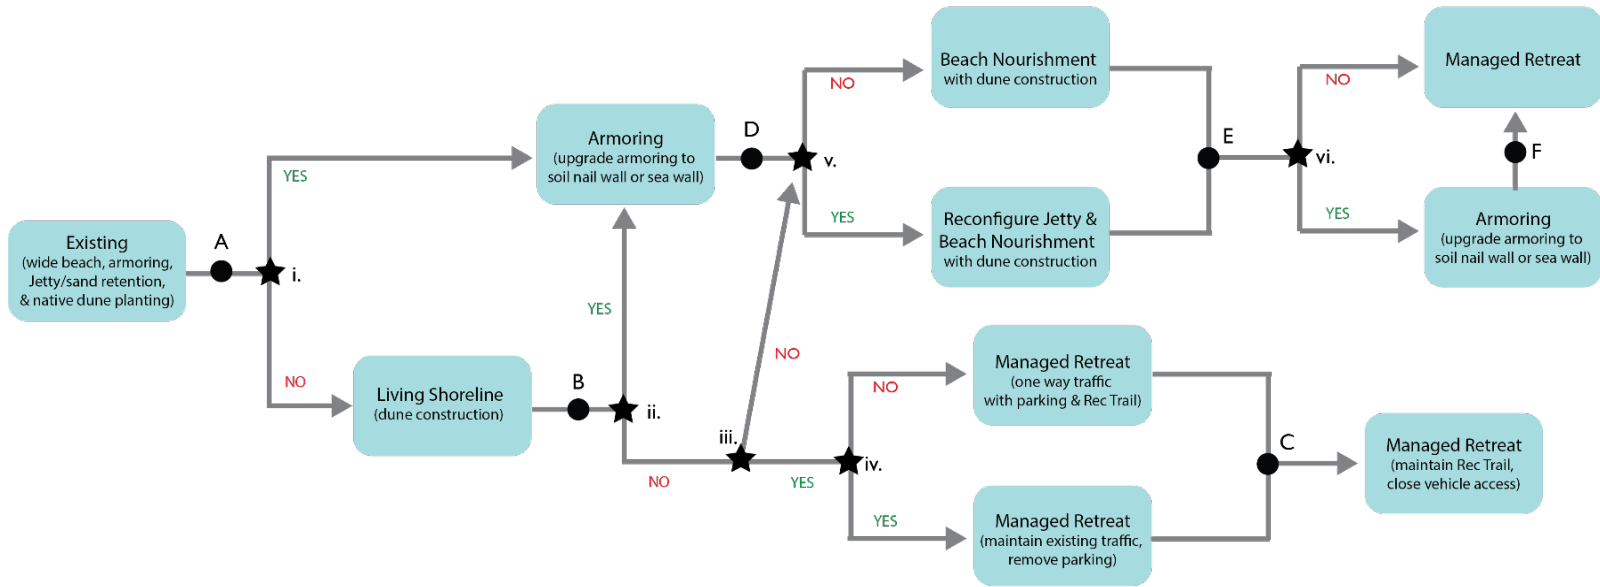 Existing
(wide beach, armoring,
Jetty/sand retention,
& native dune planting)
A
i.
YES
NO
Armoring
(upgrade armoring to
soil nail wall or sea wall)
Living Shoreline
(dune construction)
B
ii.
YES
NO
iii.
NO
YES
iv.
D
v.
NO
YES
Beach Nourishment
with dune construction
Reconfigure Jetty &
Beach Nourishment
with dune construction
E
vi.
NO
YES
Managed Retreat
F
Armoring
(upgrade armoring to
soil nail wall or sea wall)
NO
YES
Managed Retreat
(one way traffic
with parking & Rec Trail)
Managed Retreat
(maintain existing traffic,
remove parking)
C
Managed Retreat
(maintain Rec Trail,
close vehicle access)